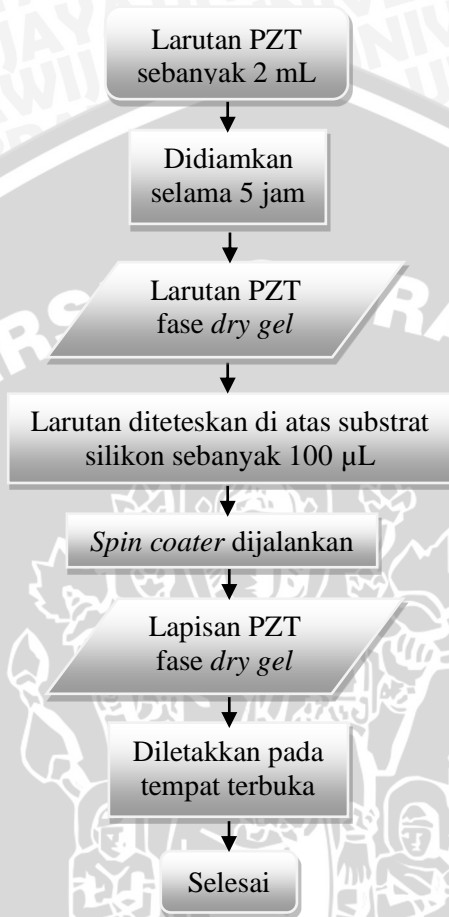 Larutan PZT
sebanyak 2 mL
Didiamkan
selama 5 jam
Larutan PZT
fase dry gel
Larutan diteteskan di atas substrat
silikon sebanyak 100 µL
Spin coater dijalankan
Lapisan PZT
fase dry gel
Diletakkan pada
tempat terbuka
Selesai